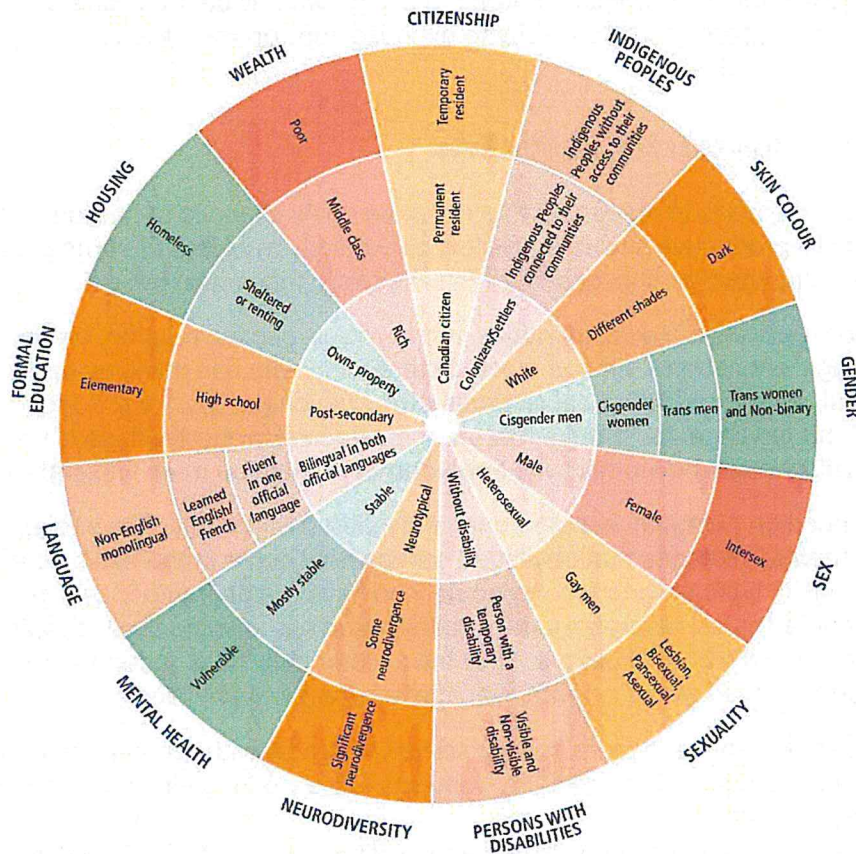 CITIZENSHIP
Temporary
resident
Permanent
resident
Canadian citizen
INDIGENOUS
PEOPLES
Indigenous
Peoples without
access to their
communities
Indigenous Peoples
connected to their
communities
Colonizers/Settlers
SKIN COLOUR
Dark
Different shades
White
GENDER
Trans women
and Non-binary
Trans men
Cisgender
women
Cisgender men
SEX
Intersex
Female
Male
SEXUALITY
Lesbian,
Bisexual,
Pansexual,
Asexual
Gay men
Heterosexual
PERSONS WITH
DISABILITIES
Visible and
Non-visible
disability
Person with a
temporary
disability
Without disability
NEURODIVERSITY
Significant
neurodivergence
Some
neurodivergence
Neurotypical
MENTAL HEALTH
Vulnerable
Mostly stable
Stable
LANGUAGE
Non-English
monolingual
Learned
English/
French
Fluent
in one
official
language
Bilingual in both
official languages
FORMAL
EDUCATION
Elementary
High school
Post-secondary
HOUSING
Homeless
Sheltered
or renting
Owns property
WEALTH
Poor
Middle class
Rich